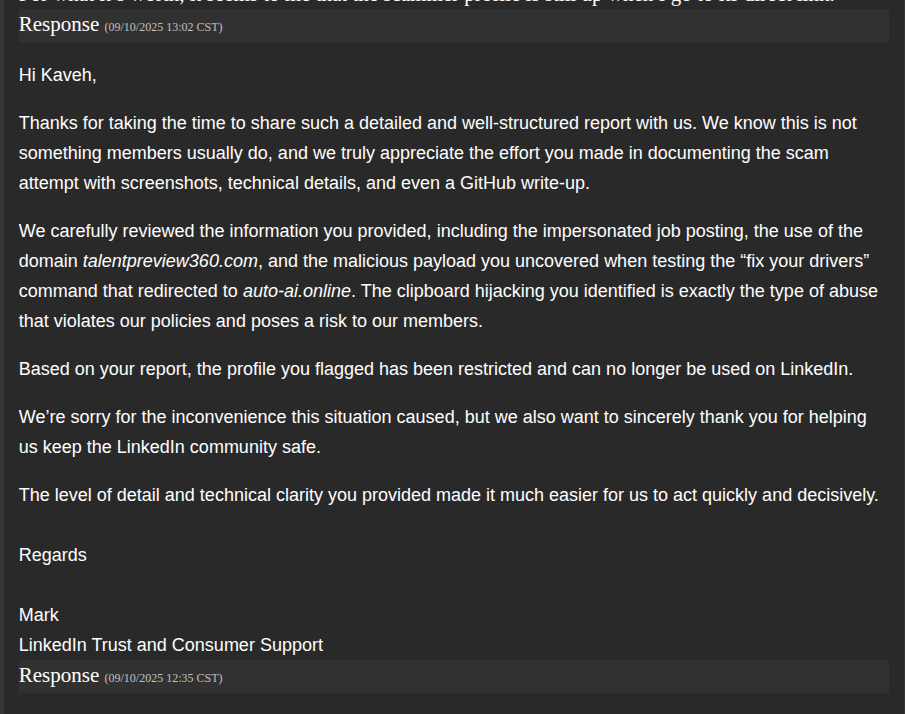 Response (09/10/2025 13:02 CST)
Hi Kaveh,
Thanks for taking the time to share such a detailed and well-structured report with us. We know this is not
something members usually do, and we truly appreciate the effort you made in documenting the scam
attempt with screenshots, technical details, and even a GitHub write-up.
We carefully reviewed the information you provided, including the impersonated job posting, the use of the
domain talentpreview360.com, and the malicious payload you uncovered when testing the “fix your drivers”
command that redirected to auto-ai.online. The clipboard hijacking you identified is exactly the type of abuse
that violates our policies and poses a risk to our members.
Based on your report, the profile you flagged has been restricted and can no longer be used on LinkedIn.
We’re sorry for the inconvenience this situation caused, but we also want to sincerely thank you for helping
us keep the LinkedIn community safe.
The level of detail and technical clarity you provided made it much easier for us to act quickly and decisively.
Regards
Mark
LinkedIn Trust and Consumer Support
Response (09/10/2025 12:35 CST)